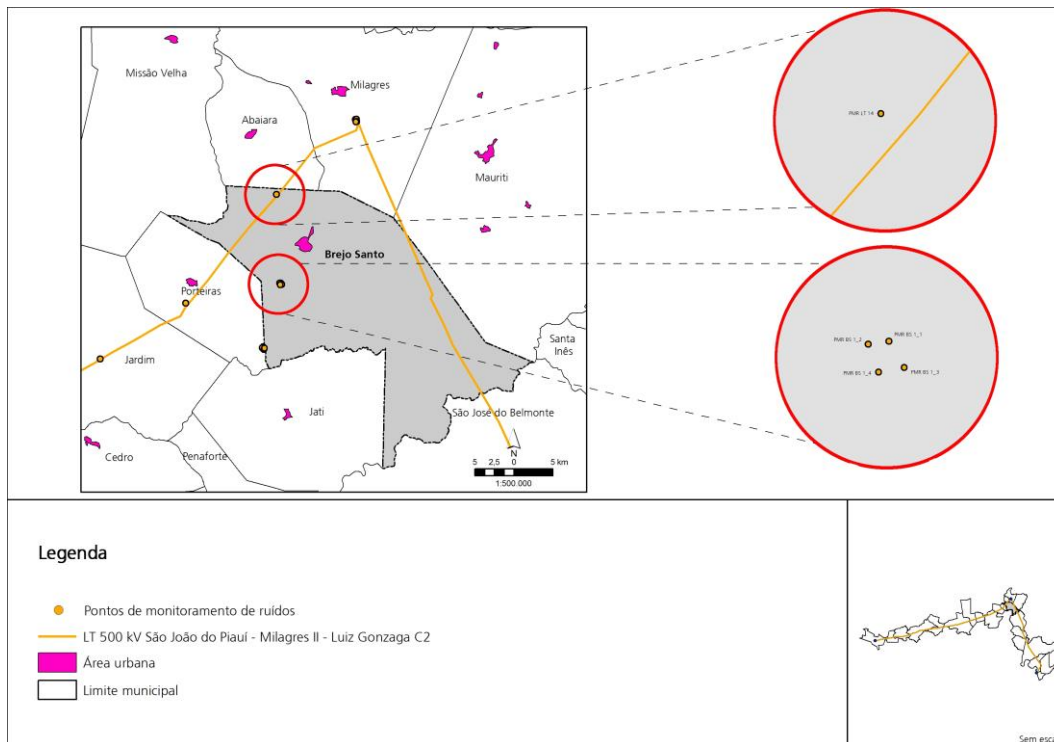 Missão Velha
Milagres
Abaiara
Mauriti
Brejo Santo
Porteiras
Jardim
Santa
Inês
Jati
São José do Belmonte
Cedro
Penaforte
N
5 2,5 0 5 km
1:500.000
PMR LT 14
PMR BS 1_1
PMR BS 1_2
PMR BS 1_3
PMR BS 1_4
Legenda
Pontos de monitoramento de ruídos
LT 500 kV São João do Piauí - Milagres II - Luiz Gonzaga C2
Área urbana
Limite municipal
Sem esca